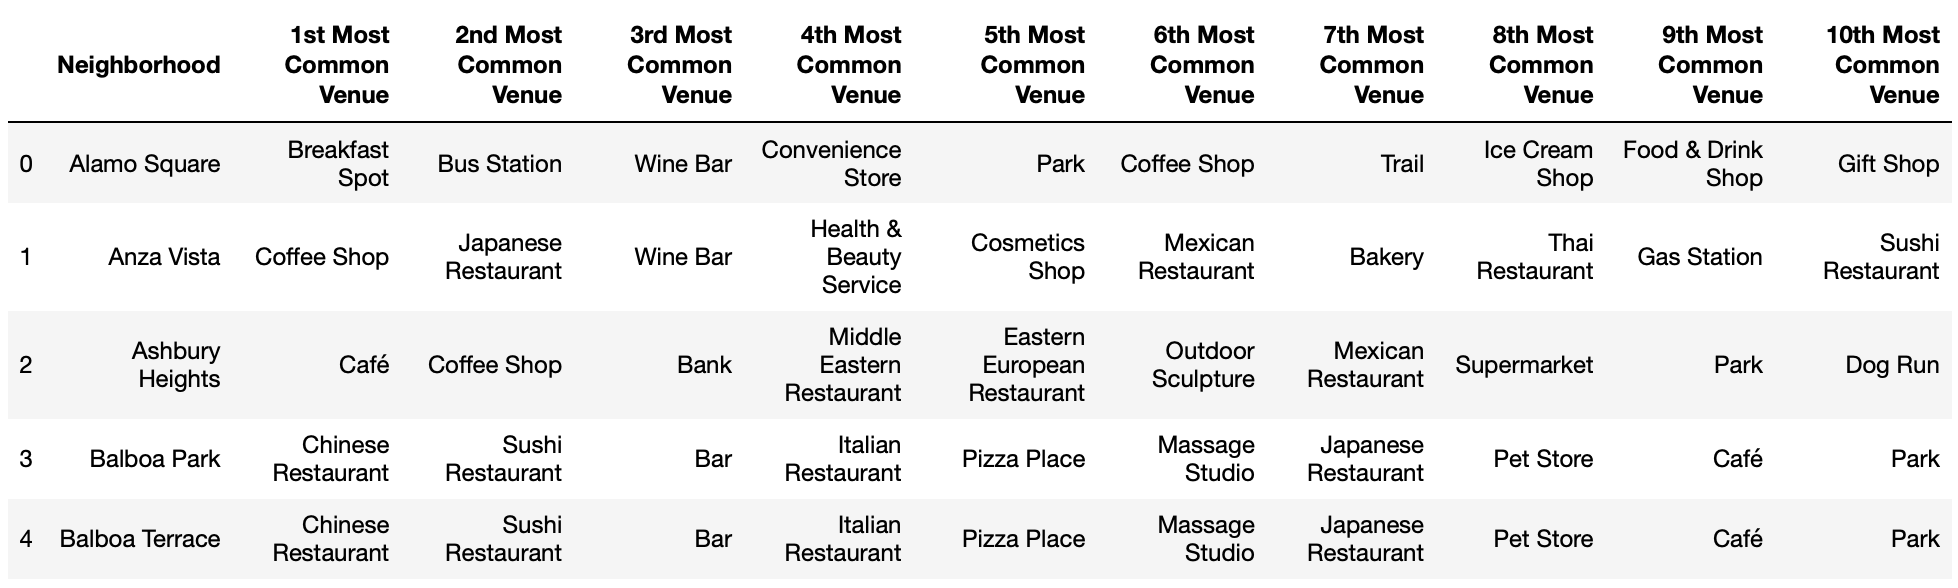 Neighborhood 1st Most Common Venue 2nd Most Common Venue 3rd Most Common Venue 4th Most Common Venue 5th Most Common Venue 6th Most Common Venue 7th Most Common Venue 8th Most Common Venue 9th Most Common Venue 10th Most Common Venue
0 Alamo Square Breakfast Spot Bus Station Wine Bar Convenience Store Park Coffee Shop Trail Ice Cream Shop Food & Drink Shop Gift Shop
1 Anza Vista Coffee Shop Japanese Restaurant Wine Bar Health & Beauty Service Cosmetics Shop Mexican Restaurant Bakery Thai Restaurant Gas Station Sushi Restaurant
2 Ashbury Heights Café Coffee Shop Bank Middle Eastern Restaurant Eastern European Restaurant Outdoor Sculpture Mexican Restaurant Supermarket Park Dog Run
3 Balboa Park Chinese Restaurant Sushi Restaurant Bar Italian Restaurant Pizza Place Massage Studio Japanese Restaurant Pet Store Café Park
4 Balboa Terrace Chinese Restaurant Sushi Restaurant Bar Italian Restaurant Pizza Place Massage Studio Japanese Restaurant Pet Store Café Park